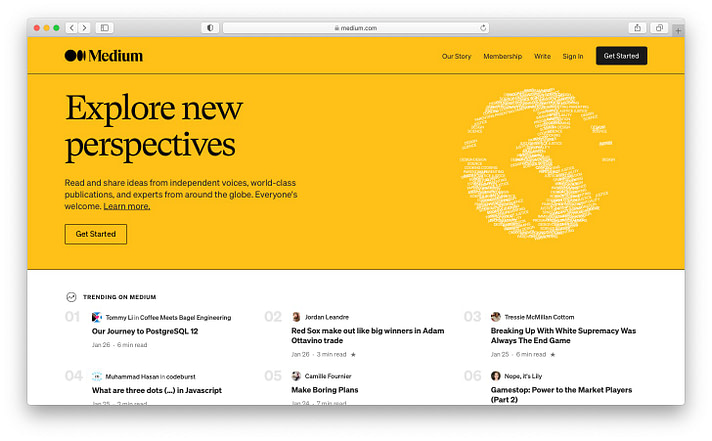 medium.com
Medium
Our Story Membership Write Sign In Get Started
Explore new
perspectives
Read and share ideas from independent voices, world-class
publications, and experts from around the globe. Everyone's
welcome. Learn more.
Get Started
TRENDING ON MEDIUM
01
Tommy Li in Coffee Meets Bagel Engineering
Our Journey to PostgreSQL 12
Jan 26 · 6 min read
02
Jordan Leandre
Red Sox make out like big winners in Adam
Ottavino trade
Jan 26 · 3 min read ★
03
Tressie McMillan Cottom
Breaking Up With White Supremacy Was
Always The End Game
Jan 25 · 6 min read ★
04
Muhammad Hasan in codeburst
What are three dots (...) in Javascript
05
Camille Fournier
Make Boring Plans
06
Nope, it's Lily
Gamestop: Power to the Market Players
(Part 2)